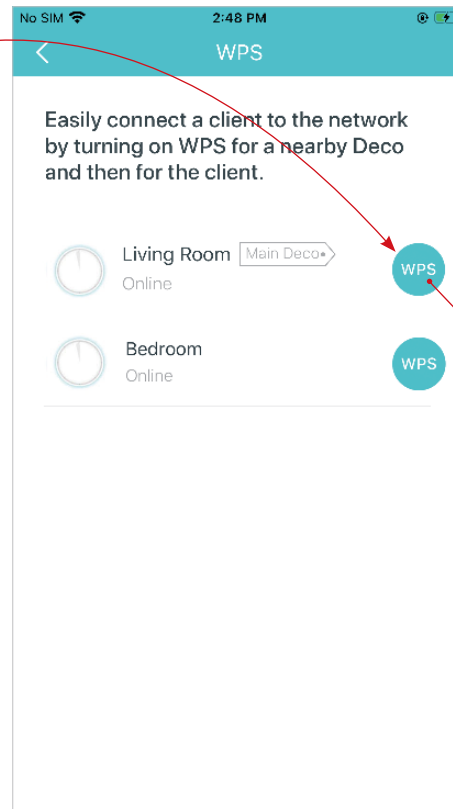 No SIM 2:48 PM
WPS
Easily connect a client to the network
by turning on WPS for a nearby Deco
and then for the client.
Living Room Main Deco
Online
WPS
Bedroom
Online
WPS